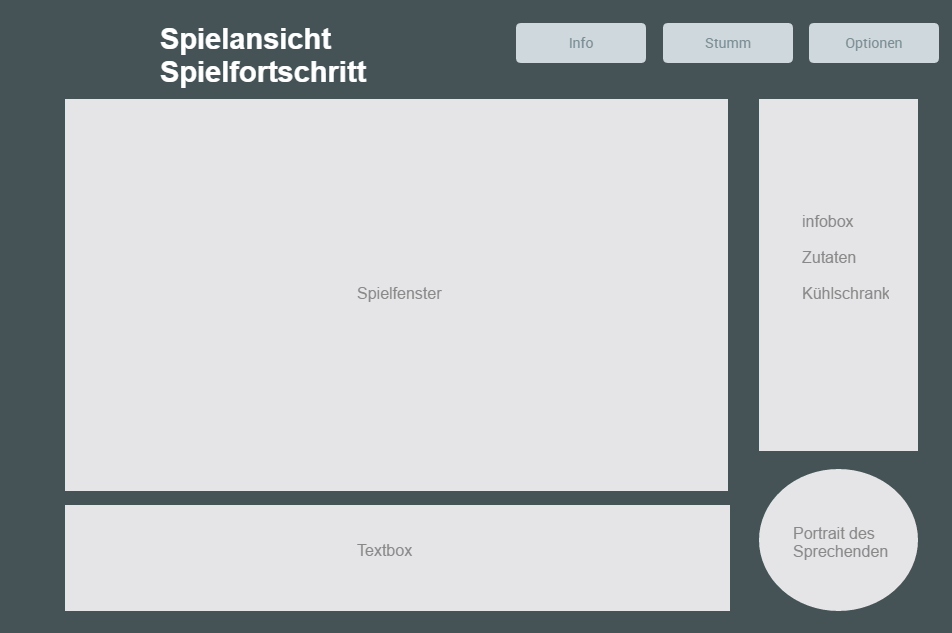 Spielansicht
Spielfortschritt
Info
Stumm
Optionen
Spielfenster
infobox
Zutaten
Kühlschrank
Textbox
Portrait des
Sprechenden